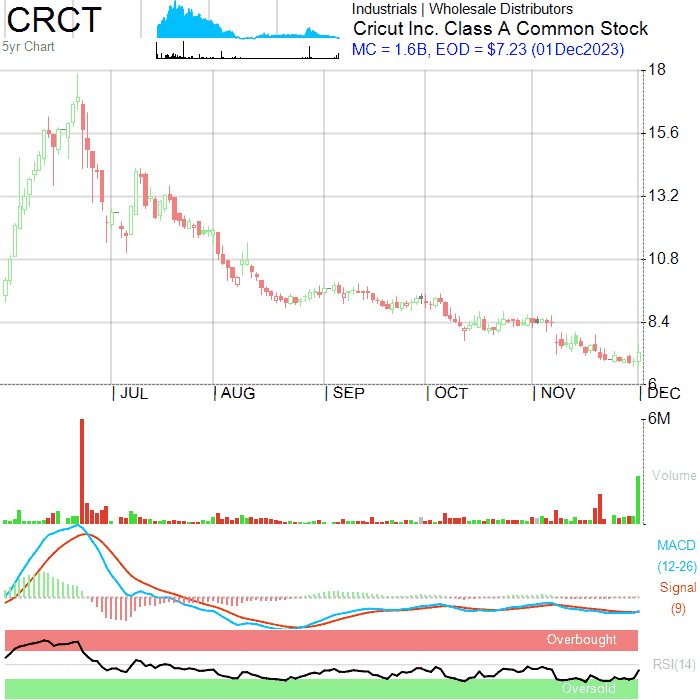 CRCT
5yr Chart
Industrials | Wholesale Distributors
Cricut Inc. Class A Common Stock
MC = 1.6B, EOD = $7.23 (01Dec2023)
18
15.6
13.2
10.8
8.4
6
JUL AUG SEP OCT NOV DEC
6M
Volume
MACD
(12-26)
Signal
(9)
Overbought
RSI(14)
Oversold